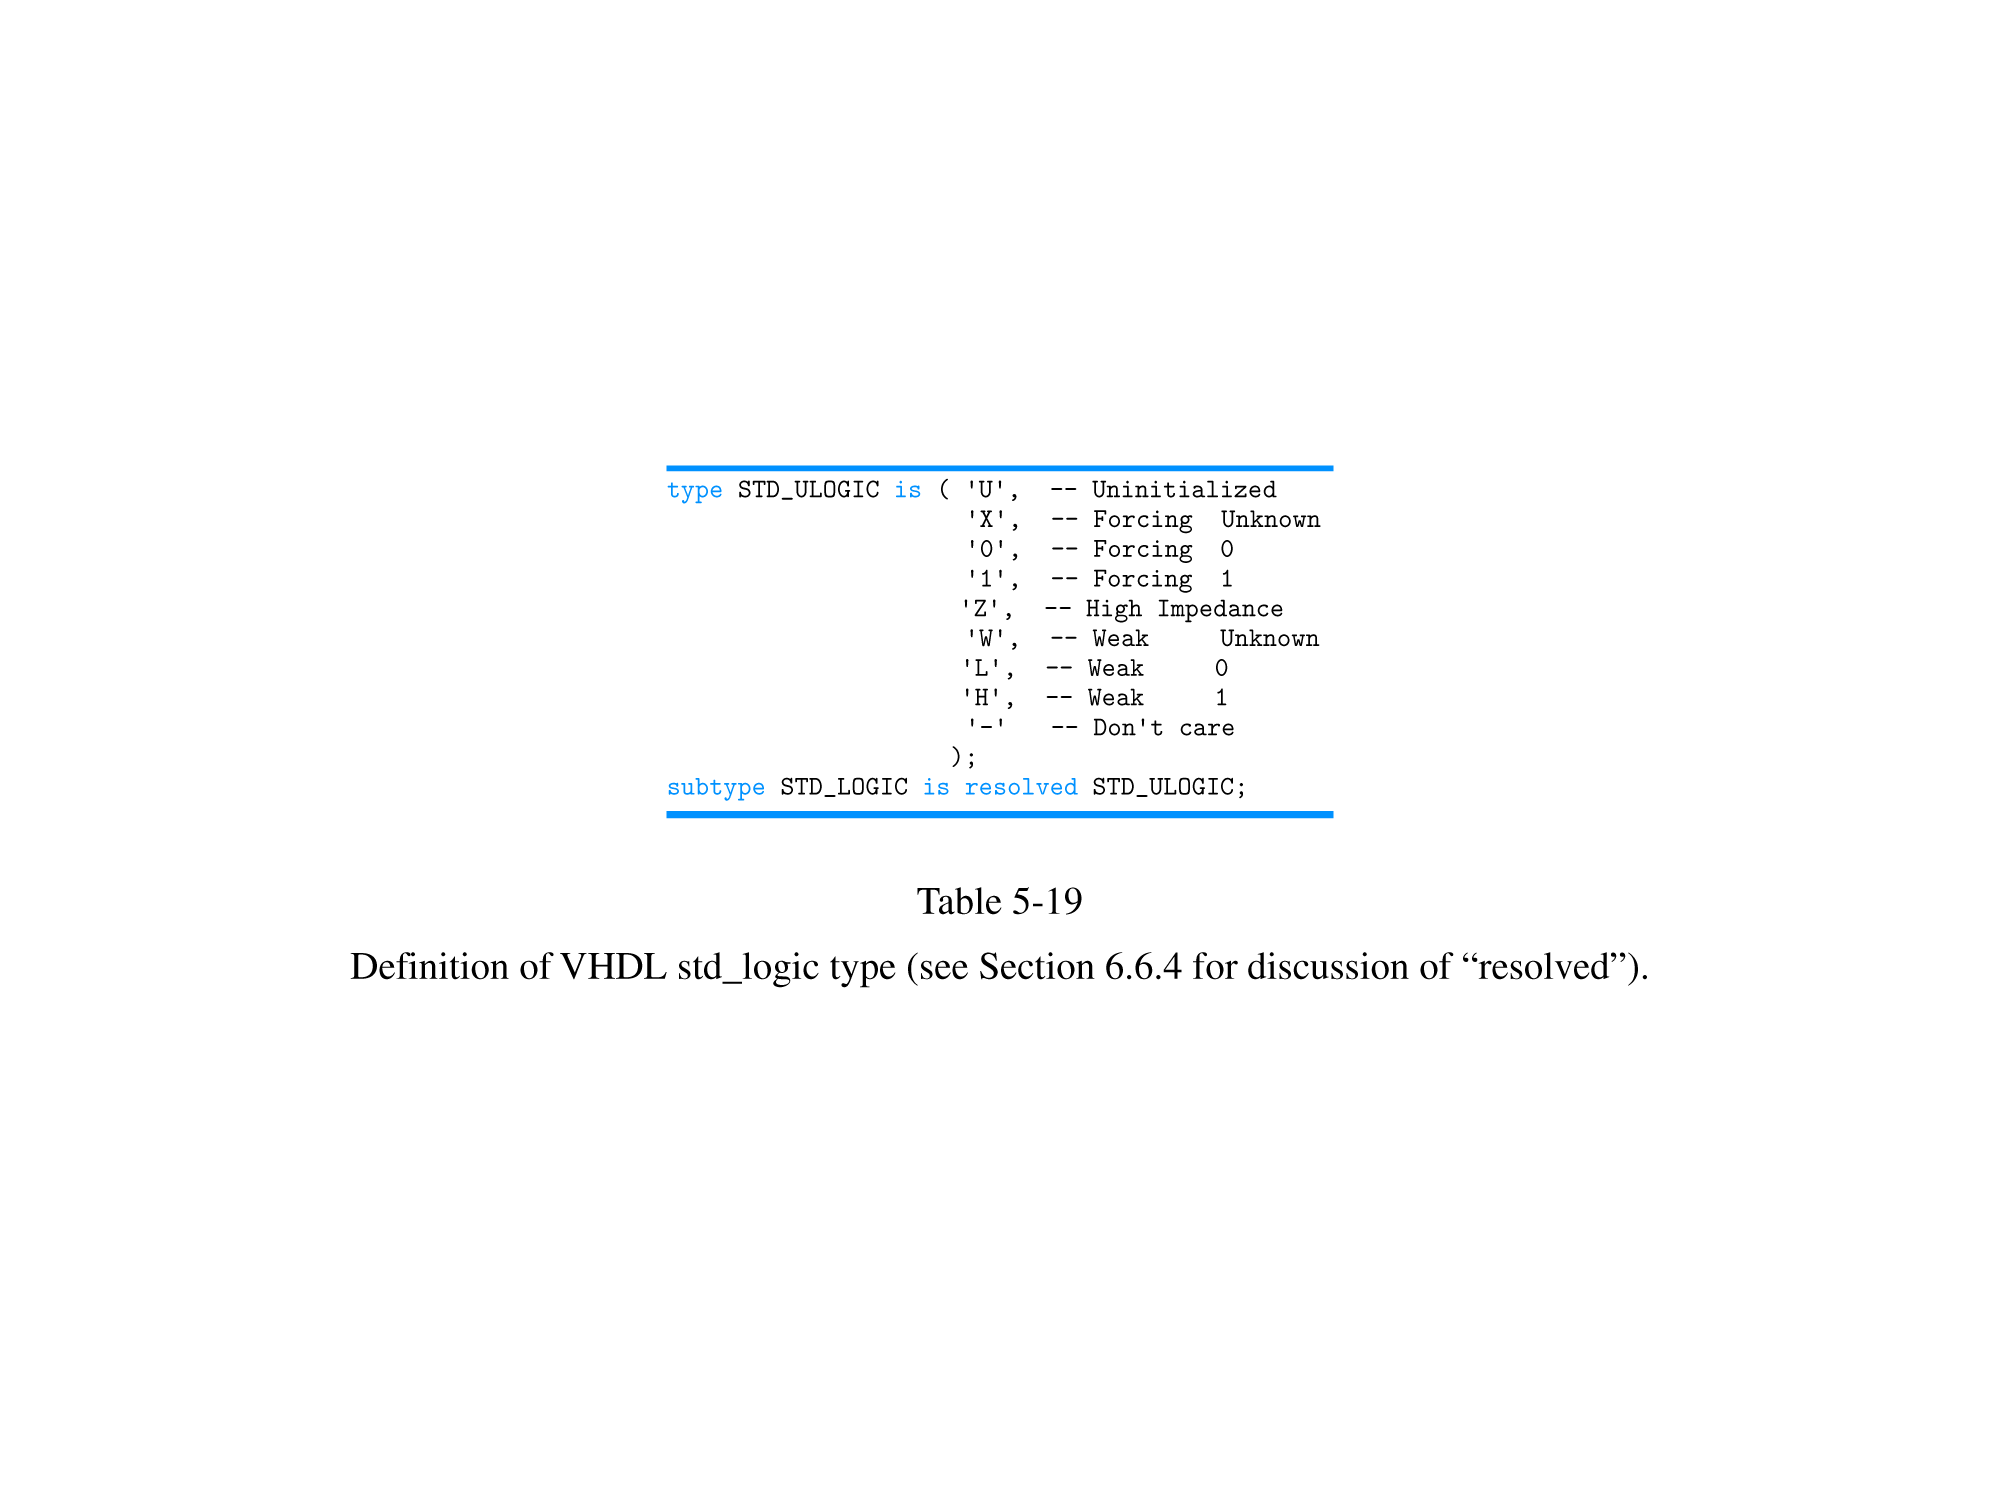 type STD_ULOGIC is ( 'U',  -- Uninitialized
                     'X',  -- Forcing  Unknown
                     '0',  -- Forcing  0
                     '1',  -- Forcing  1
                     'Z',  -- High Impedance
                     'W',  -- Weak     Unknown
                     'L',  -- Weak     0
                     'H',  -- Weak     1
                     '-'   -- Don't care
                    );
subtype STD_LOGIC is resolved STD_ULOGIC;
Table 5-19
Definition of VHDL std_logic type (see Section 6.6.4 for discussion of “resolved”).